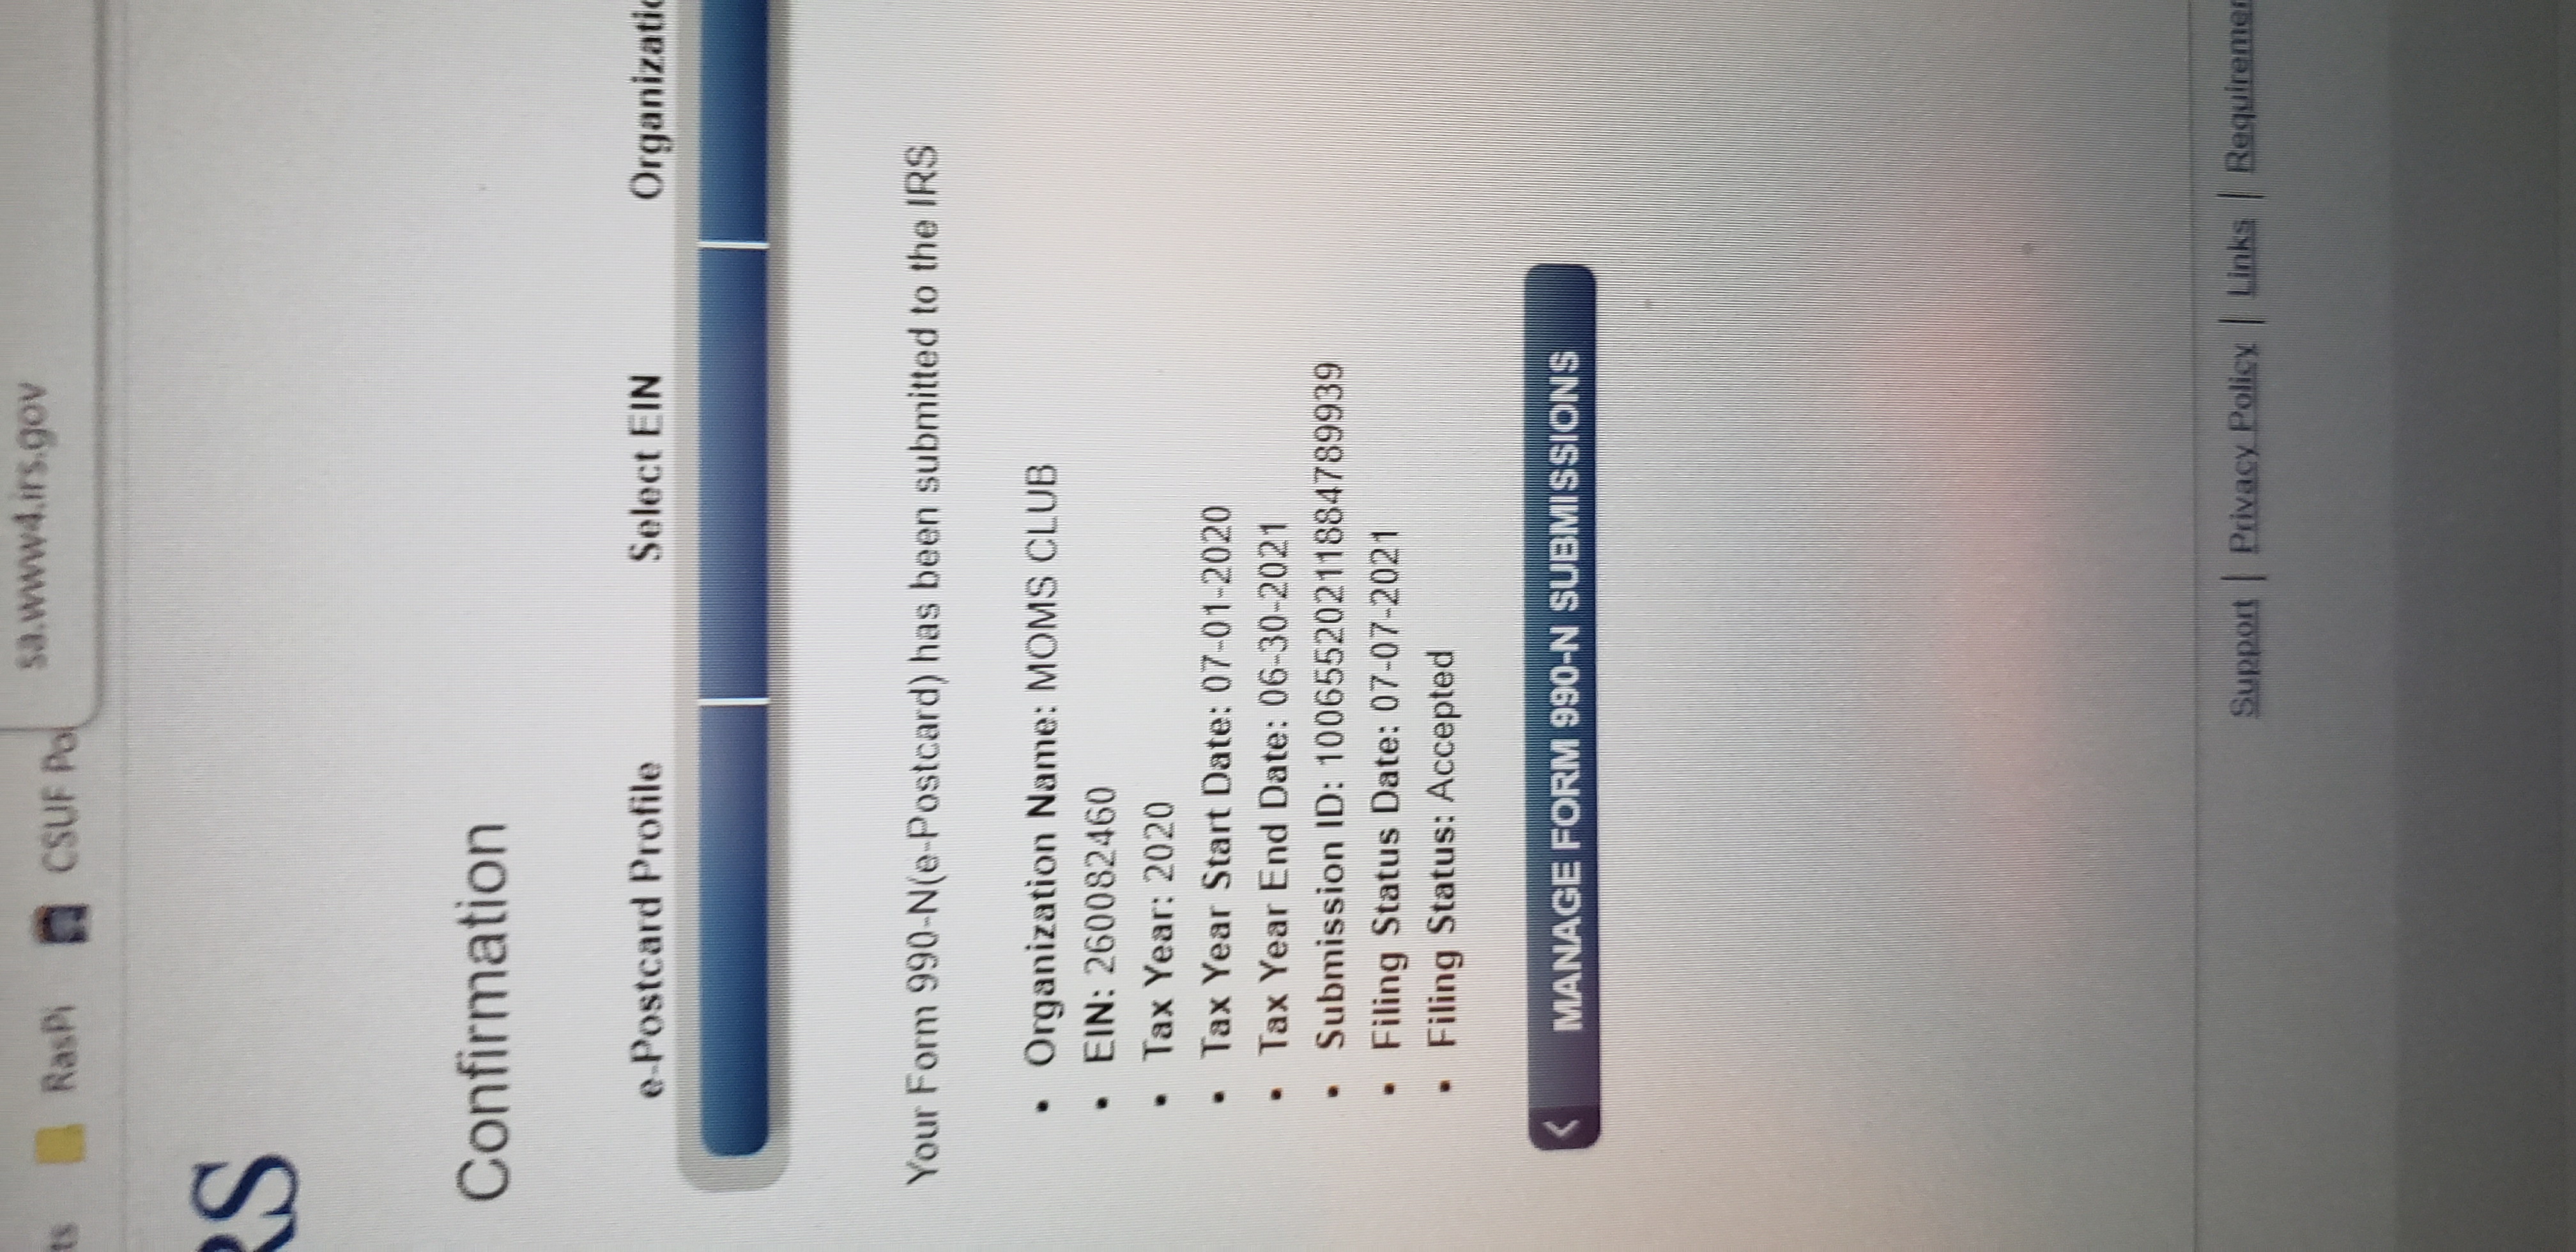 ts RasPi CSUF Po sa.www4.irs.gov
RS
Confirmation
e-Postcard Profile Select EIN Organizatio
Your Form 990-N(e-Postcard) has been submitted to the IRS
• Organization Name: MOMS CLUB
• EIN: 260082460
• Tax Year: 2020
• Tax Year Start Date: 07-01-2020
• Tax Year End Date: 06-30-2021
• Submission ID: 10065520211884789939
• Filing Status Date: 07-07-2021
• Filing Status: Accepted
MANAGE FORM 990-N SUBMISSIONS
Support | Privacy Policy | Links | Requiremen